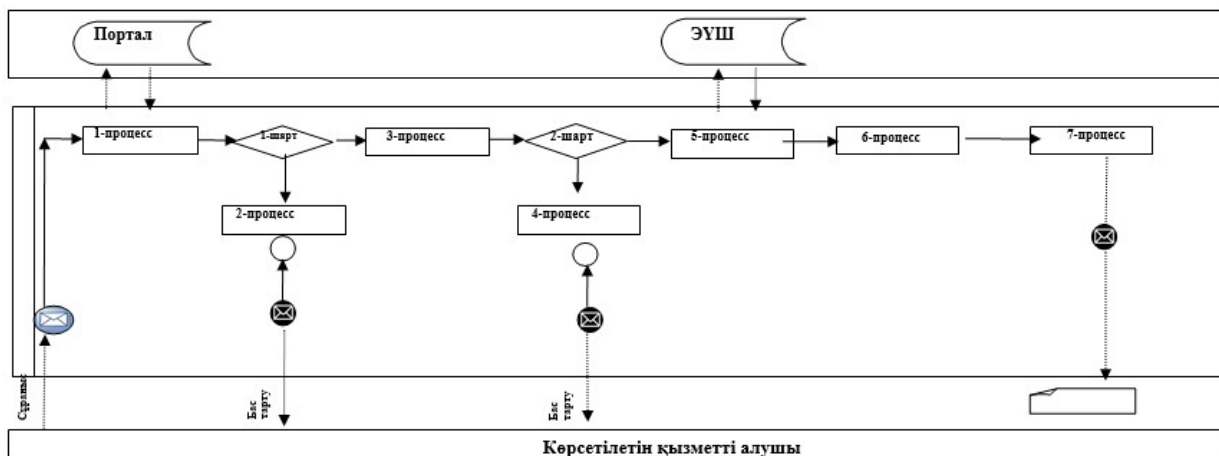 Портал
ЭҮШ
1-процесс
1-шарт
3-процесс
2-шарт
5-процесс
6-процесс
7-процесс
2-процесс
4-процесс
Сұраныс
Бас
тарту
Бас
тарту
Көрсетілетін қызметті алушы